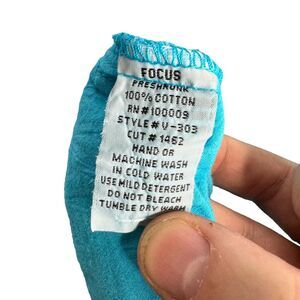 FOCUS
PRESHRUNK
100% COTTON
RN#100009
STYLE# V-303
CUT# 1462
HAND OR
MACHINE WASH
IN COLD WATER
USE MILD DETERGENT
DO NOT BLEACH
TUMBLE DRY WARM